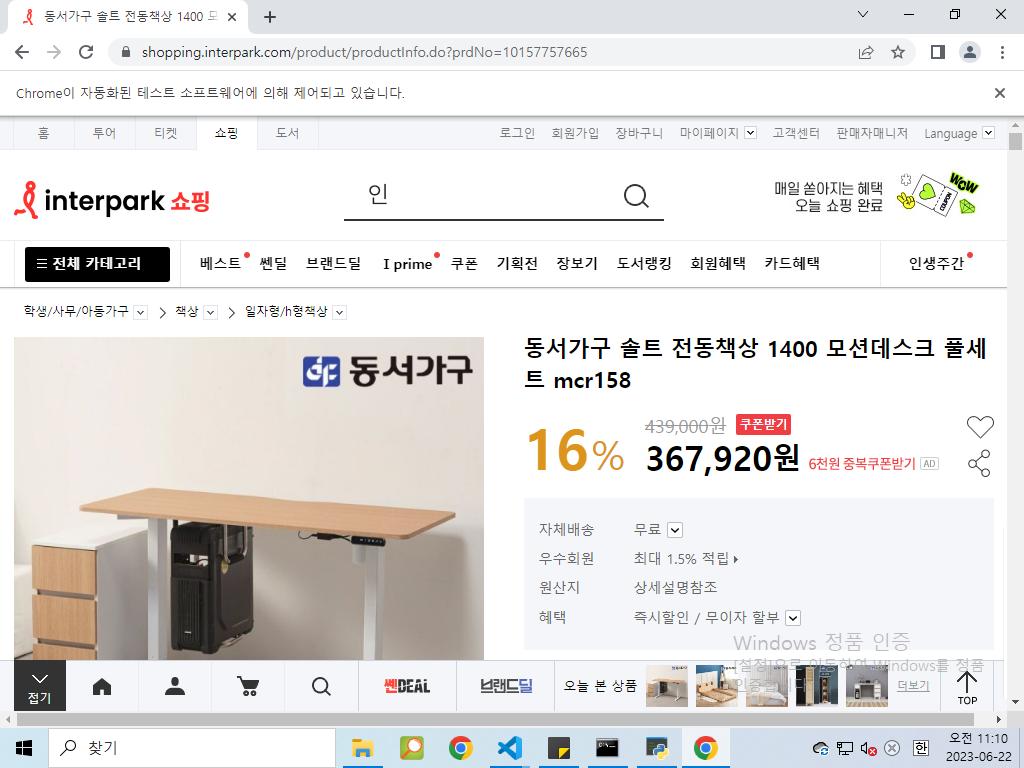 동서가구 솔트 전동책상 1400 모
shopping.interpark.com/product/productInfo.do?prdNo=10157757665
Chrome이 자동화된 테스트 소프트웨어에 의해 제어되고 있습니다.
홈 투어 티켓 쇼핑 도서 로그인 회원가입 장바구니 마이페이지 고객센터 판매자매니저 Language
interpark 쇼핑
인
매일 쏟아지는 혜택
오늘 쇼핑 완료
WOW
COUPON
전체 카테고리 베스트 쎈딜 브랜드딜 I prime 쿠폰 기획전 장보기 도서랭킹 회원혜택 카드혜택 인생주간
학생/사무/아동가구 책상 일자형/h형책상
동서가구
동서가구 솔트 전동책상 1400 모션데스크 풀세
트 mcr158
439,000원 쿠폰받기
16% 367,920원 6천원 중복쿠폰받기 AD
자체배송 무료
우수회원 최대 1.5% 적립
원산지 상세설명참조
혜택 즉시할인 / 무이자 할부
Windows 정품 인증
[설정]으로 이동하여 Windows를 정품
인증합니다.
접기 쎈DEAL 브랜드딜 오늘 본 상품 더보기 TOP
찾기
한
오전 11:10
2023-06-22